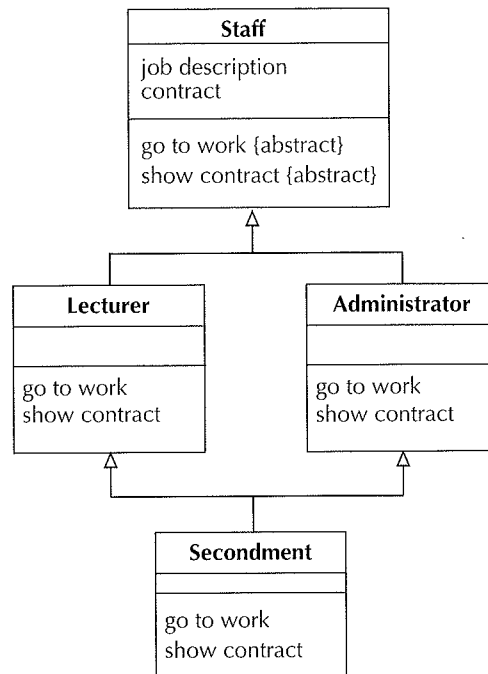 Staff
job description
contract
go to work {abstract}
show contract {abstract}
Lecturer
go to work
show contract
Administrator
go to work
show contract
Secondment
go to work
show contract